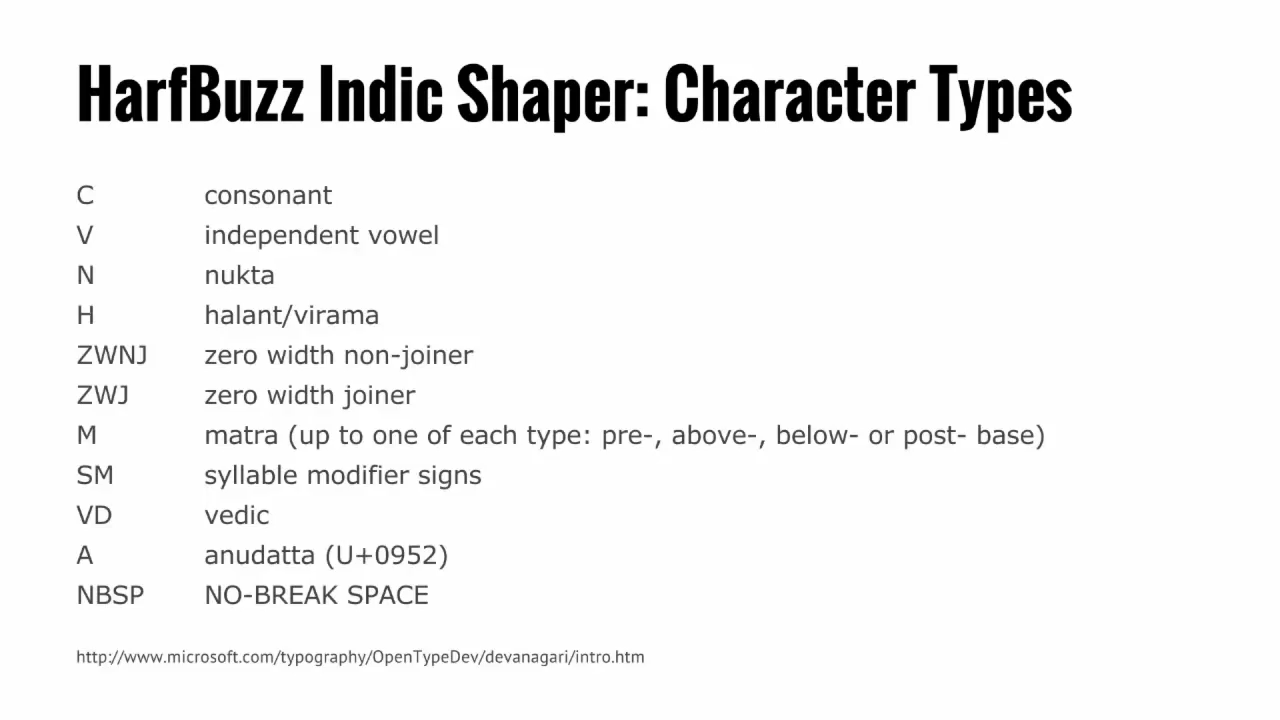 HarfBuzz Indic Shaper: Character Types
C consonant
V independent vowel
N nukta
H halant/virama
ZWNJ zero width non-joiner
ZWJ zero width joiner
M matra (up to one of each type: pre-, above-, below- or post- base)
SM syllable modifier signs
VD vedic
A anudatta (U+0952)
NBSP NO-BREAK SPACE
http://www.microsoft.com/typography/OpenTypeDev/devanagari/intro.htm